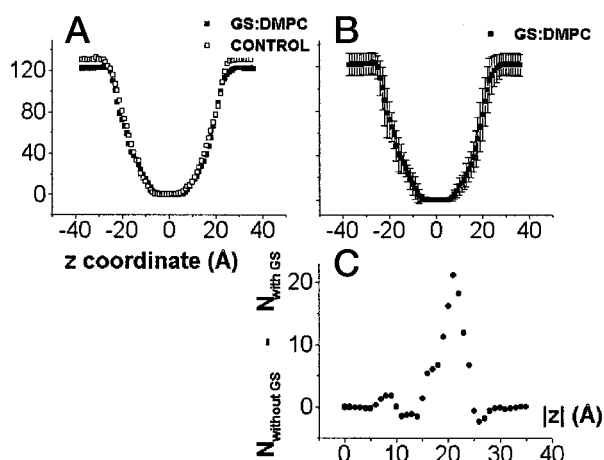 A
GS:DMPC
CONTROL
120
80
40
0
-40 -20 0 20 40
z coordinate (Å)
B
GS:DMPC
-40 -20 0 20 40
C
N without GS - N with GS
20
10
0
|z| (Å)
0 10 20 30 40